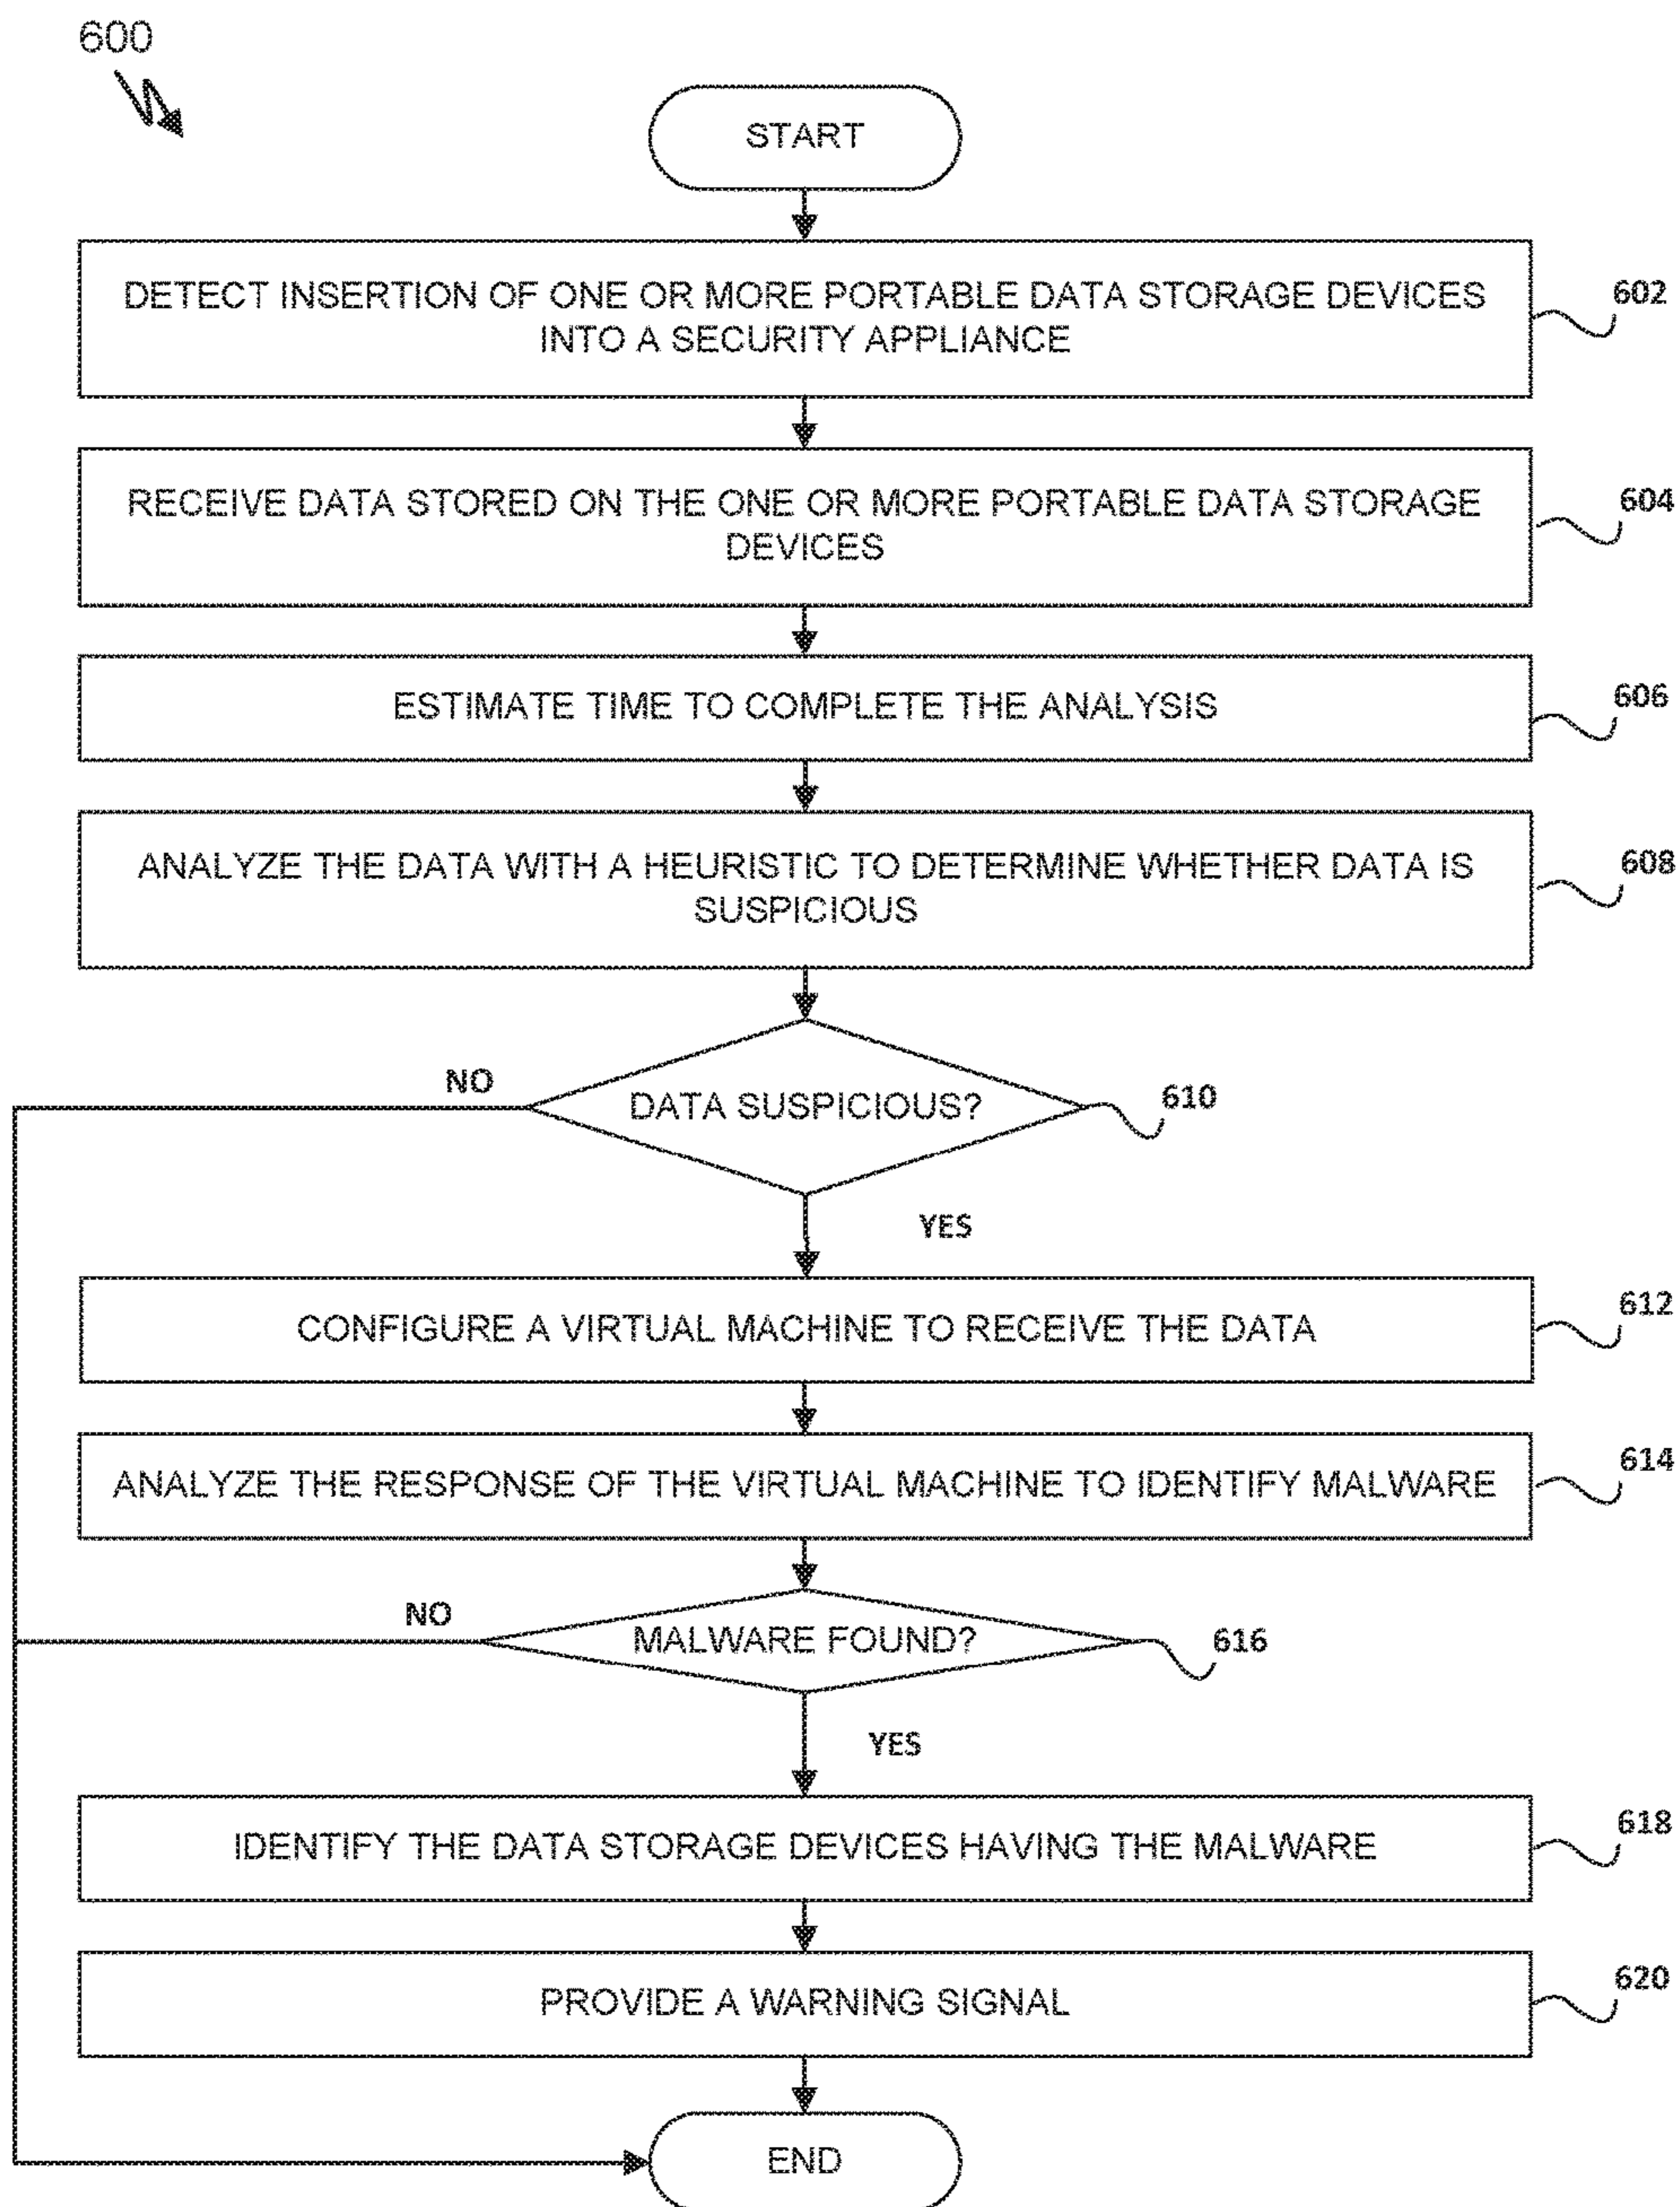 600
START
DETECT INSERTION OF ONE OR MORE PORTABLE DATA STORAGE DEVICES
INTO A SECURITY APPLIANCE
602
RECEIVE DATA STORED ON THE ONE OR MORE PORTABLE DATA STORAGE
DEVICES
604
ESTIMATE TIME TO COMPLETE THE ANALYSIS
606
ANALYZE THE DATA WITH A HEURISTIC TO DETERMINE WHETHER DATA IS
SUSPICIOUS
608
NO
DATA SUSPICIOUS?
610
YES
CONFIGURE A VIRTUAL MACHINE TO RECEIVE THE DATA
612
ANALYZE THE RESPONSE OF THE VIRTUAL MACHINE TO IDENTIFY MALWARE
614
NO
MALWARE FOUND?
616
YES
IDENTIFY THE DATA STORAGE DEVICES HAVING THE MALWARE
618
PROVIDE A WARNING SIGNAL
620
END